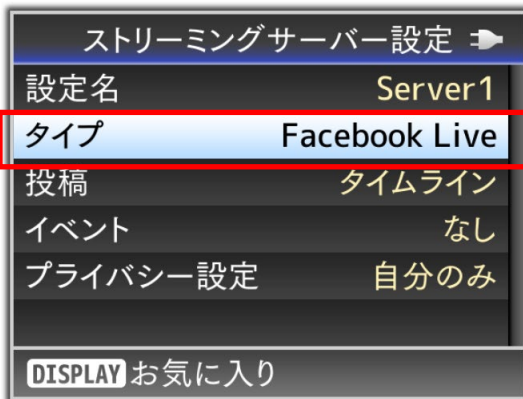 ストリーミングサーバー設定
設定名 Server1
タイプ Facebook Live
投稿 タイムライン
イベント なし
プライバシー設定 自分のみ
DISPLAY お気に入り